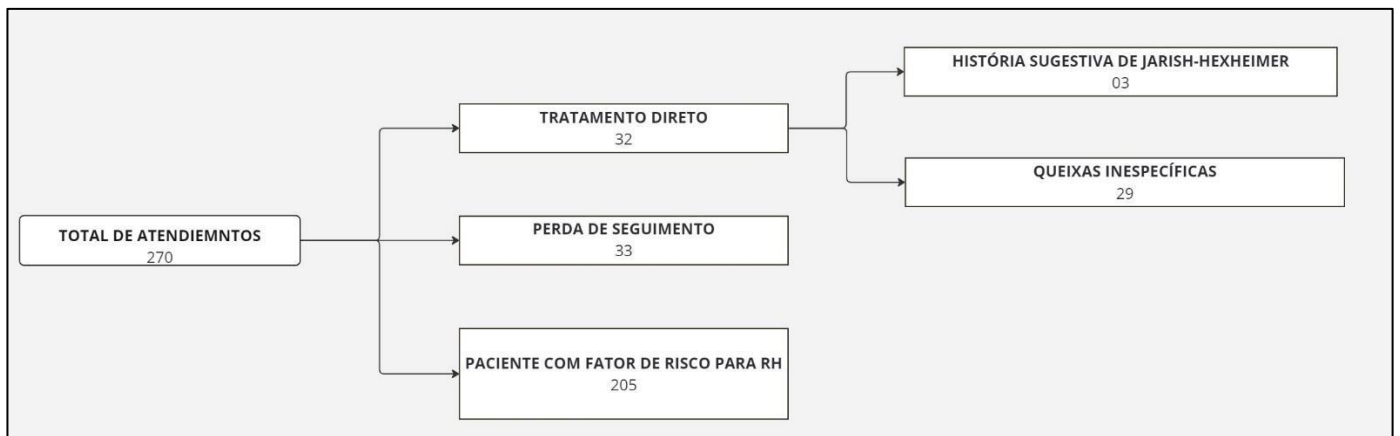 TOTAL DE ATENDIEMNTOS
270
TRATAMENTO DIRETO
32
PERDA DE SEGUIMENTO
33
PACIENTE COM FATOR DE RISCO PARA RH
205
HISTÓRIA SUGESTIVA DE JARISH-HEXHEIMER
03
QUEIXAS INESPECÍFICAS
29